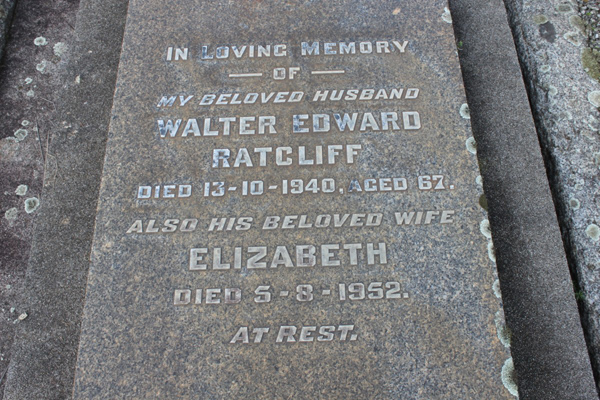 IN LOVING MEMORY
— OF —
MY BELOVED HUSBAND
WALTER EDWARD
RATCLIFF
DIED 13-10-1940, AGED 67.
ALSO HIS BELOVED WIFE
ELIZABETH
DIED 5-8-1952.
AT REST.